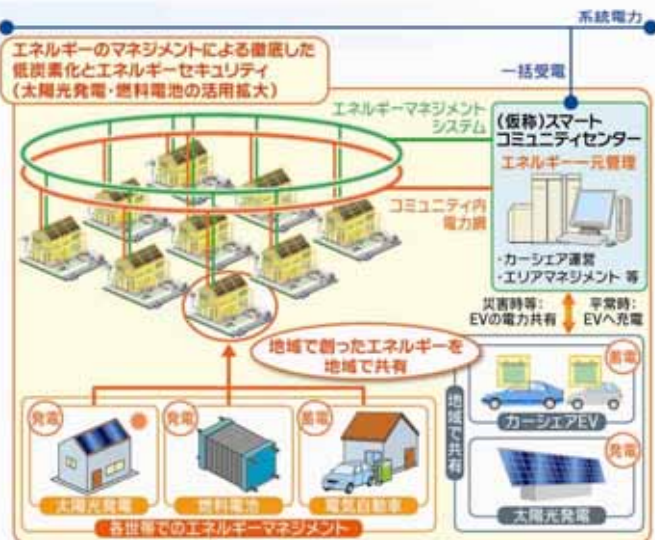 系統電力
エネルギーのマネジメントによる徹底した
低炭素化とエネルギーセキュリティ
(太陽光発電・燃料電池の活用拡大)
一括受電
エネルギーマネジメント
システム
(仮称)スマート
コミュニティセンター
エネルギー一元管理
・カーシェア運営
・エリアマネジメント 等
コミュニティ内
電力網
災害時等:
EVの電力共有
平常時:
EVへ充電
地域で創ったエネルギーを
地域で共有
発電
太陽光発電
発電
燃料電池
蓄電
電気自動車
各世帯でのエネルギーマネジメント
地域で共有
蓄電
カーシェアEV
発電
太陽光発電